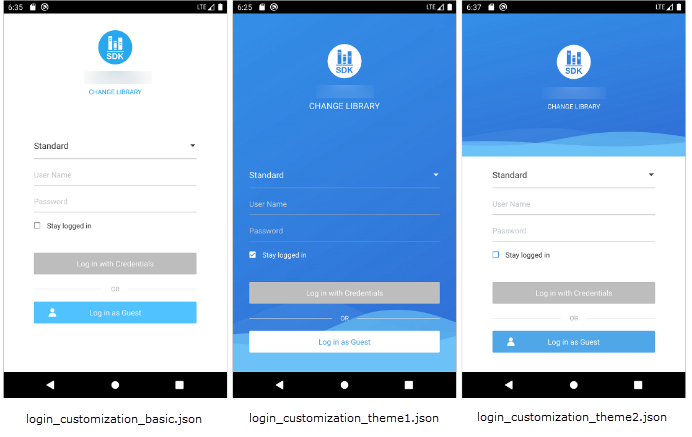 6:35
LTE
SDK
CHANGE LIBRARY
Standard
User Name
Password
Stay logged in
Log in with Credentials
OR
Log in as Guest
login_customization_basic.json
6:25
LTE
SDK
CHANGE LIBRARY
Standard
User Name
Password
Stay logged in
Log in with Credentials
OR
Log in as Guest
login_customization_theme1.json
6:37
LTE
SDK
CHANGE LIBRARY
Standard
User Name
Password
Stay logged in
Log in with Credentials
OR
Log in as Guest
login_customization_theme2.json